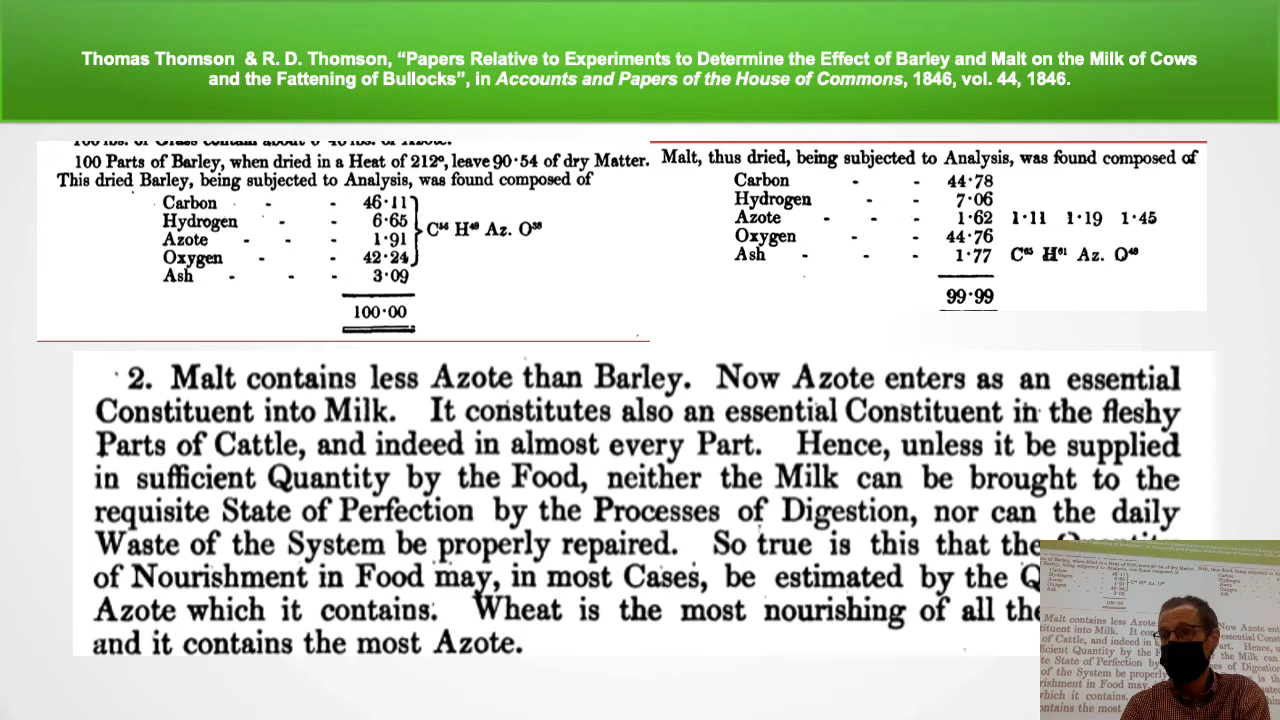 Thomas Thomson & R. D. Thomson, “Papers Relative to Experiments to Determine the Effect of Barley and Malt on the Milk of Cows
and the Fattening of Bullocks”, in Accounts and Papers of the House of Commons, 1846, vol. 44, 1846.
100 Parts of Barley, when dried in a Heat of 212°, leave 90·54 of dry Matter.
This dried Barley, being subjected to Analysis, was found composed of
Carbon - - 46·11
Hydrogen - - 6·65
Azote - - - 1·91
Oxygen - - 42·24
Ash - - - 3·09
Az.
100·00
Malt, thus dried, being subjected to Analysis, was found composed of
Carbon - - 44·78
Hydrogen - - 7·06
Azote - - - 1·62 1·11 1·19 1·45
Oxygen - - 44·76
Ash - - - 1·77 Az.
99·99
2. Malt contains less Azote than Barley. Now Azote enters as an essential
Constituent into Milk. It constitutes also an essential Constituent in the fleshy
Parts of Cattle, and indeed in almost every Part. Hence, unless it be supplied
in sufficient Quantity by the Food, neither the Milk can be brought to the
requisite State of Perfection by the Processes of Digestion, nor can the daily
Waste of the System be properly repaired. So true is this that the
of Nourishment in Food may, in most Cases, be estimated by the
Azote which it contains. Wheat is the most nourishing of all
and it contains the most Azote.